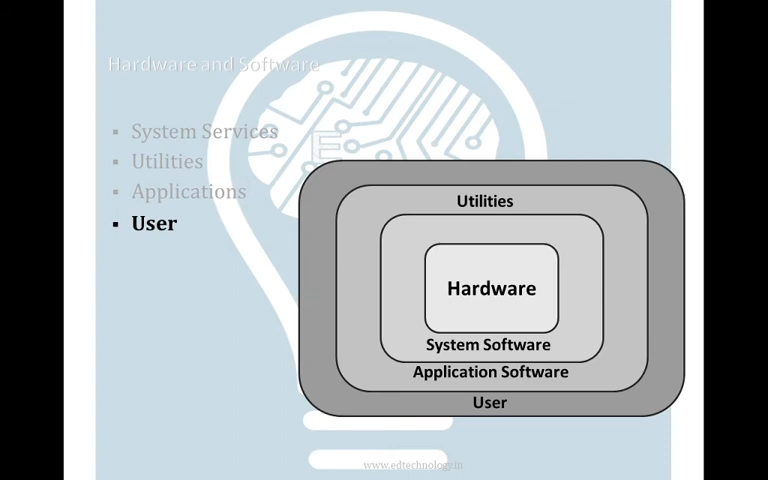 Hardware and Software
▪ System Services
▪ Utilities
▪ Applications
▪ User
E
Utilities
Hardware
System Software
Application Software
User
www.edtechnology.in